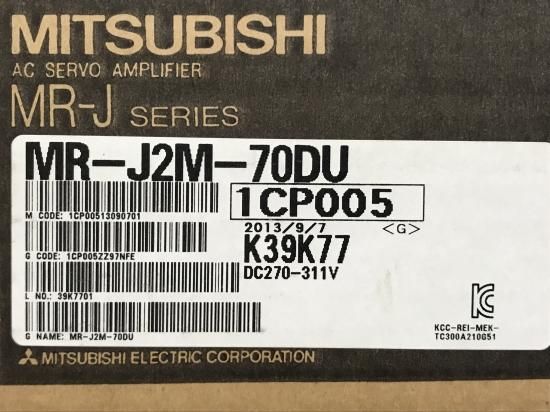 MITSUBISHI
AC SERVO AMPLIFIER
MR-J SERIES
MR-J2M-70DU
1CP005
M CODE: 1CP00513090701
2013/9/7 <G>
K39K77
G CODE: 1CP005ZZ97NFE
DC270-311V
L NO.: 39K7701
G NAME: MR-J2M-70DU
KCC-REI-MEK-
TC300A210G51
MITSUBISHI ELECTRIC CORPORATION